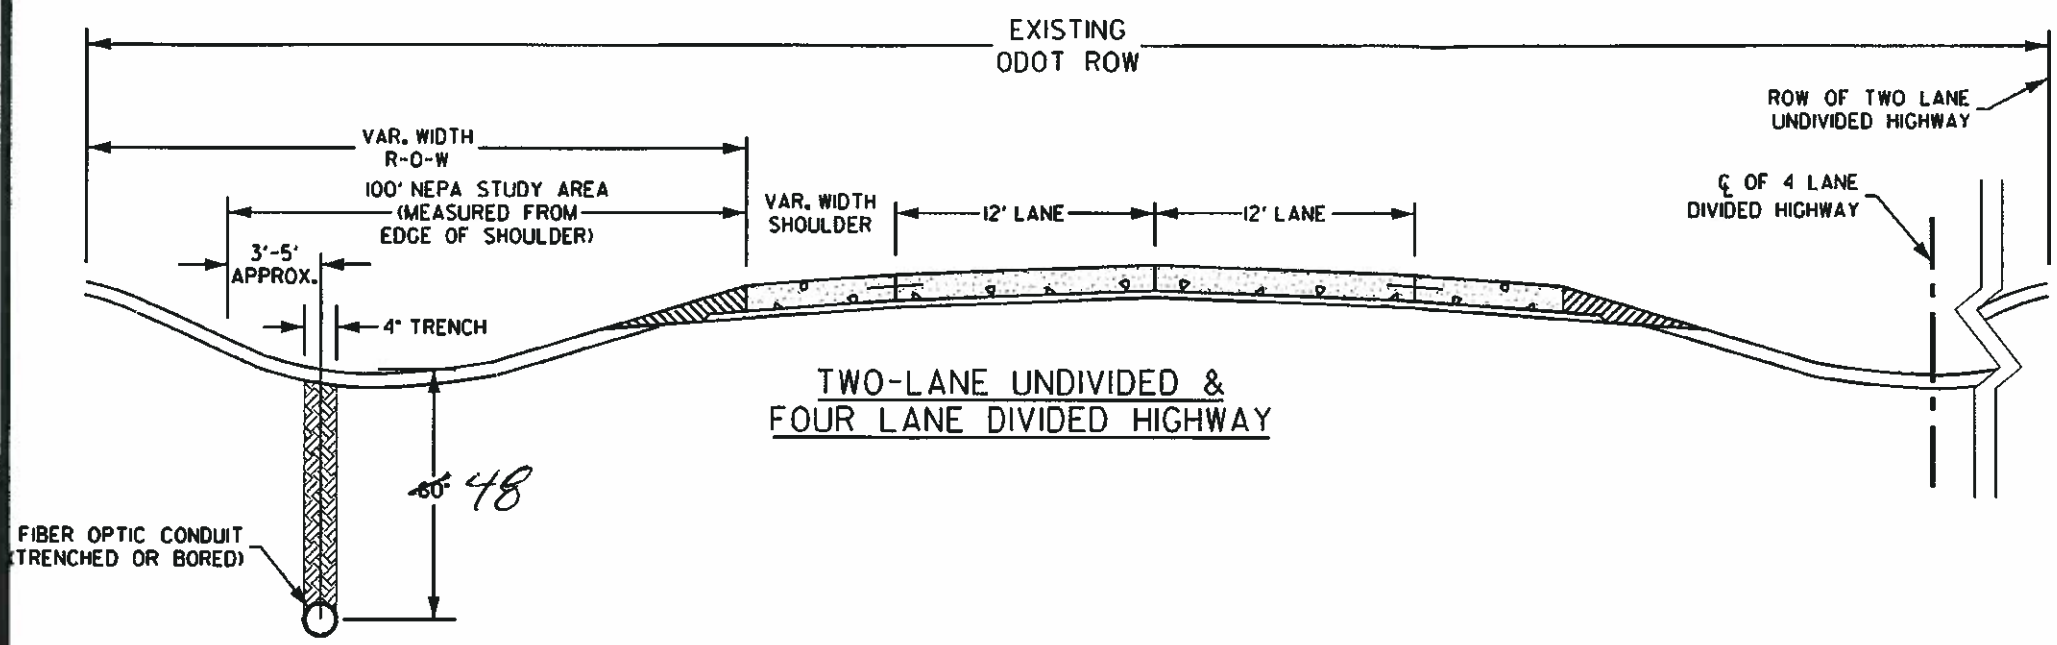 EXISTING
ODOT ROW
ROW OF TWO LANE
UNDIVIDED HIGHWAY
VAR. WIDTH
R-O-W
100' NEPA STUDY AREA
(MEASURED FROM
EDGE OF SHOULDER)
VAR. WIDTH
SHOULDER
12' LANE
12' LANE
℄ OF 4 LANE
DIVIDED HIGHWAY
3'-5'
APPROX.
4" TRENCH
TWO-LANE UNDIVIDED &
FOUR LANE DIVIDED HIGHWAY
60" 48
FIBER OPTIC CONDUIT
(TRENCHED OR BORED)